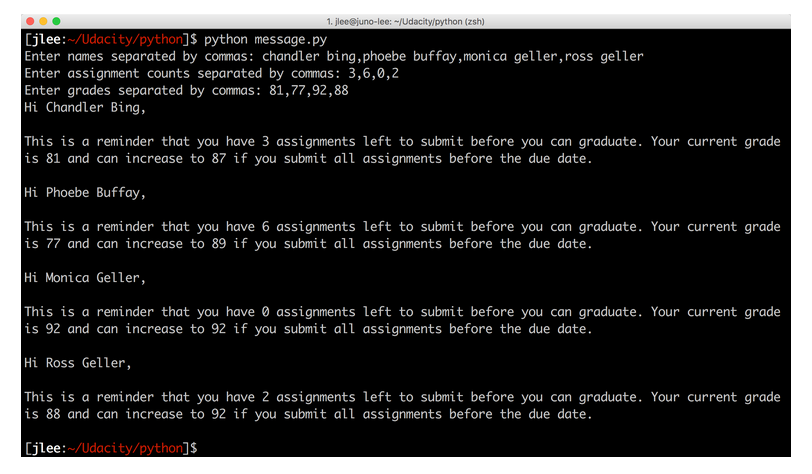 1. jlee@juno-lee: ~/Udacity/python (zsh)
[jlee:~/Udacity/python]$ python message.py
Enter names separated by commas: chandler bing,phoebe buffay,monica geller,ross geller
Enter assignment counts separated by commas: 3,6,0,2
Enter grades separated by commas: 81,77,92,88
Hi Chandler Bing,
This is a reminder that you have 3 assignments left to submit before you can graduate. Your current grade
is 81 and can increase to 87 if you submit all assignments before the due date.
Hi Phoebe Buffay,
This is a reminder that you have 6 assignments left to submit before you can graduate. Your current grade
is 77 and can increase to 89 if you submit all assignments before the due date.
Hi Monica Geller,
This is a reminder that you have 0 assignments left to submit before you can graduate. Your current grade
is 92 and can increase to 92 if you submit all assignments before the due date.
Hi Ross Geller,
This is a reminder that you have 2 assignments left to submit before you can graduate. Your current grade
is 88 and can increase to 92 if you submit all assignments before the due date.
[jlee:~/Udacity/python]$